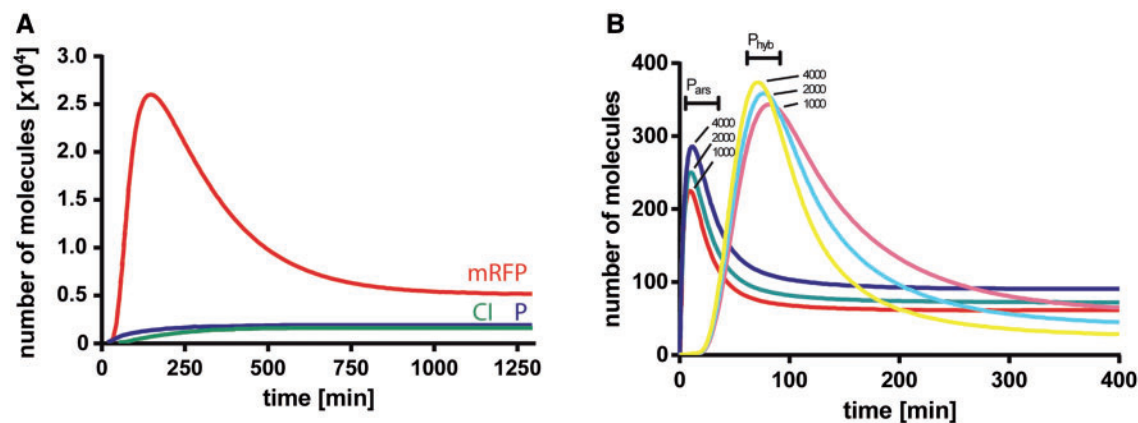 A
number of molecules [x10⁴]
3.0
2.5
2.0
1.5
1.0
0.5
0
mRFP
CI P
0 250 500 750 1000 1250
time [min]
B
number of molecules
400
300
200
100
0
Phyb
Pars
4000
2000
1000
4000
2000
1000
0 100 200 300 400
time [min]